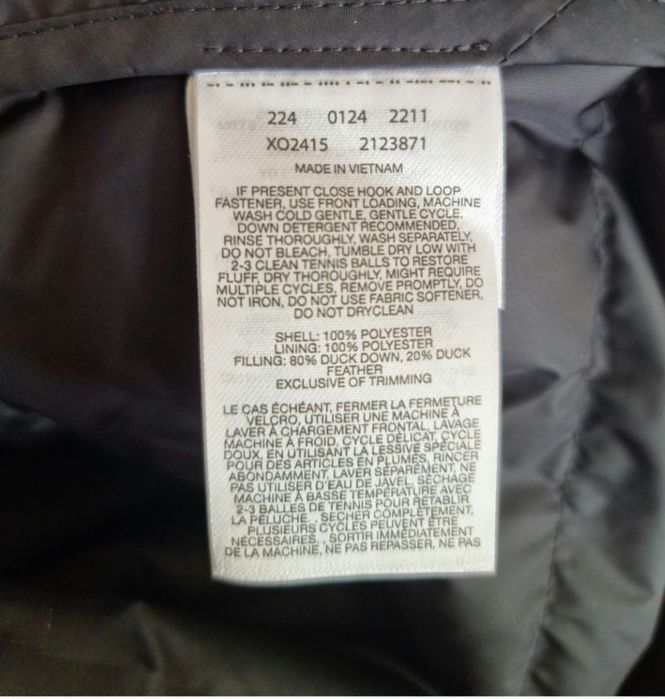 224 0124 2211
XO2415 2123871
MADE IN VIETNAM
IF PRESENT CLOSE HOOK AND LOOP
FASTENER, USE FRONT LOADING, MACHINE
WASH COLD GENTLE, GENTLE CYCLE,
DOWN DETERGENT RECOMMENDED,
RINSE THOROUGHLY, WASH SEPARATELY,
DO NOT BLEACH, TUMBLE DRY LOW WITH
2-3 CLEAN TENNIS BALLS TO RESTORE
FLUFF, DRY THOROUGHLY, MIGHT REQUIRE
MULTIPLE CYCLES, REMOVE PROMPTLY, DO
NOT IRON, DO NOT USE FABRIC SOFTENER,
DO NOT DRYCLEAN
SHELL: 100% POLYESTER
LINING: 100% POLYESTER
FILLING: 80% DUCK DOWN, 20% DUCK
FEATHER
EXCLUSIVE OF TRIMMING
LE CAS ÉCHÉANT, FERMER LA FERMETURE
VELCRO, UTILISER UNE MACHINE À
LAVER À CHARGEMENT FRONTAL, LAVAGE
MACHINE À FROID, CYCLE DÉLICAT, CYCLE
DOUX, EN UTILISANT LA LESSIVE SPÉCIALE
POUR DES ARTICLES EN PLUMES, RINCER
ABONDAMMENT, LAVER SÉPARÉMENT, NE
PAS UTILISER D'EAU DE JAVEL, SÉCHAGE
MACHINE À BASSE TEMPÉRATURE AVEC
2-3 BALLES DE TENNIS POUR RÉTABLIR
LA PELUCHE, , SÉCHER COMPLÈTEMENT,
PLUSIEURS CYCLES PEUVENT ÊTRE
NÉCESSAIRES, , SORTIR IMMÉDIATEMENT
DE LA MACHINE, NE PAS REPASSER, NE PAS